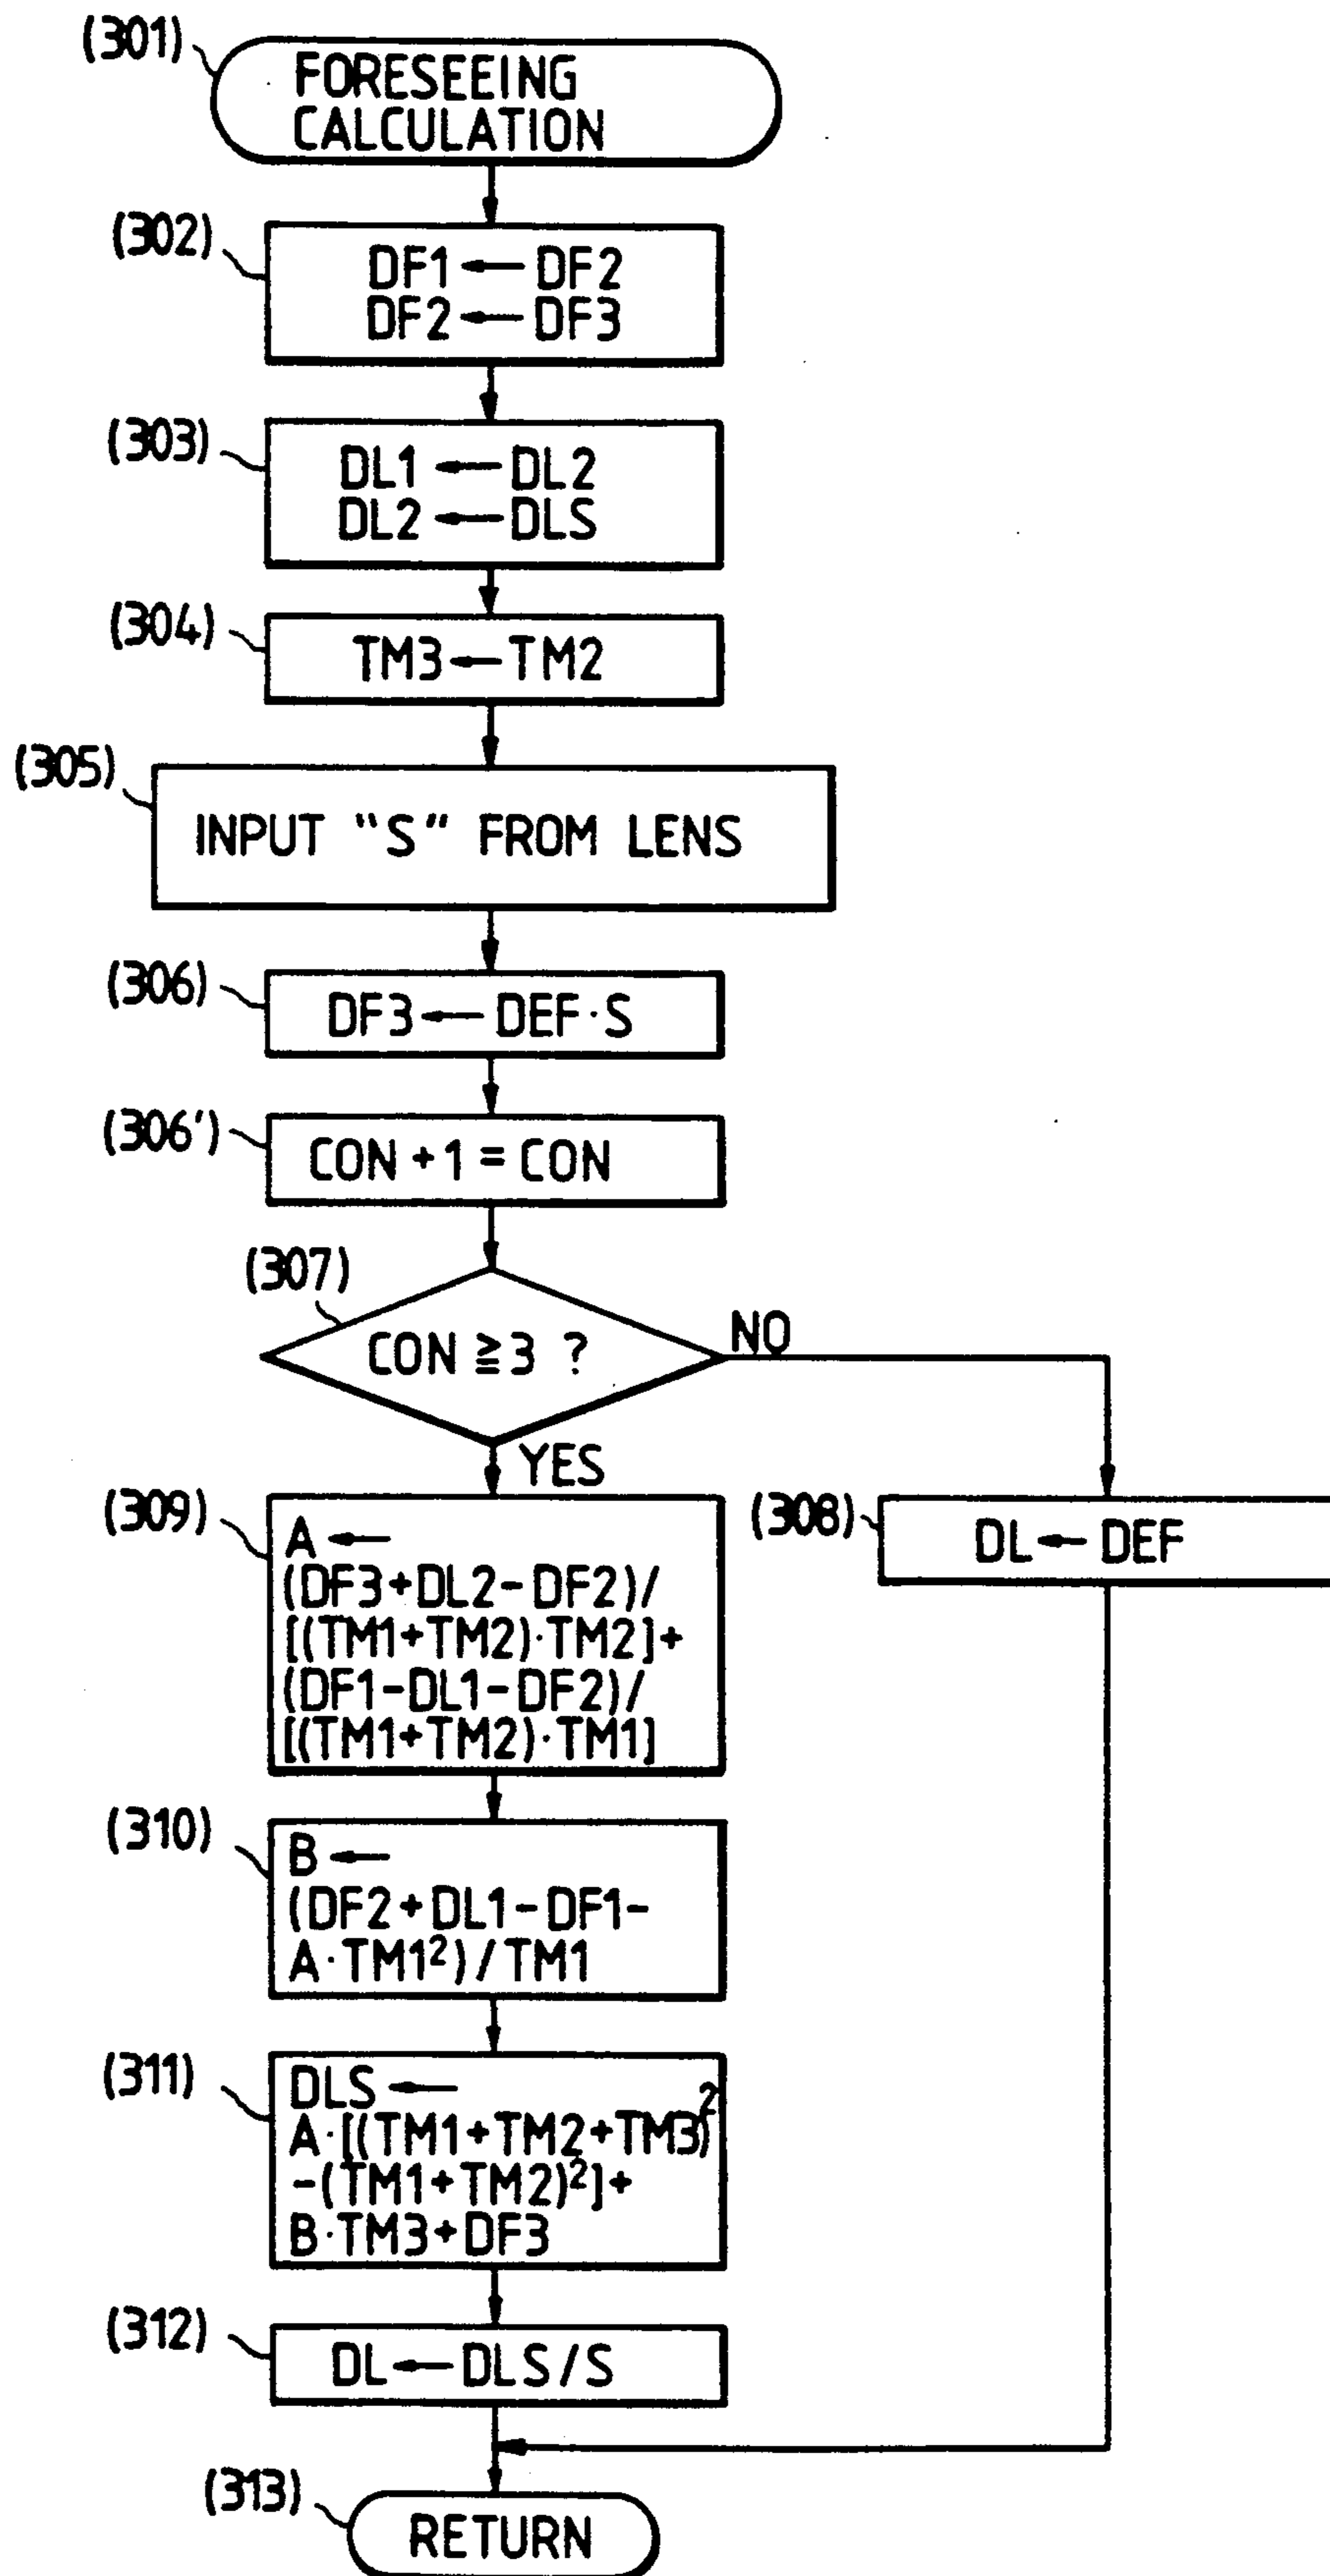 (301)
FORESEEING
CALCULATION
(302)
DF1 ← DF2
DF2 ← DF3
(303)
DL1 ← DL2
DL2 ← DLS
(304)
TM3 ← TM2
(305)
INPUT “S” FROM LENS
(306)
DF3 ← DEF·S
(306')
CON + 1 = CON
(307)
CON ≧ 3 ?
NO
YES
(308)
DL ← DEF
(309)
A ←
(DF3+DL2-DF2)/
[(TM1+TM2)·TM2]+
(DF1-DL1-DF2)/
[(TM1+TM2)·TM1]
(310)
B ←
(DF2+DL1-DF1-
A·TM1²)/TM1
(311)
DLS ←
A·[(TM1+TM2+TM3)²
-(TM1+TM2)²]+
B·TM3+DF3
(312)
DL ← DLS/S
(313)
RETURN